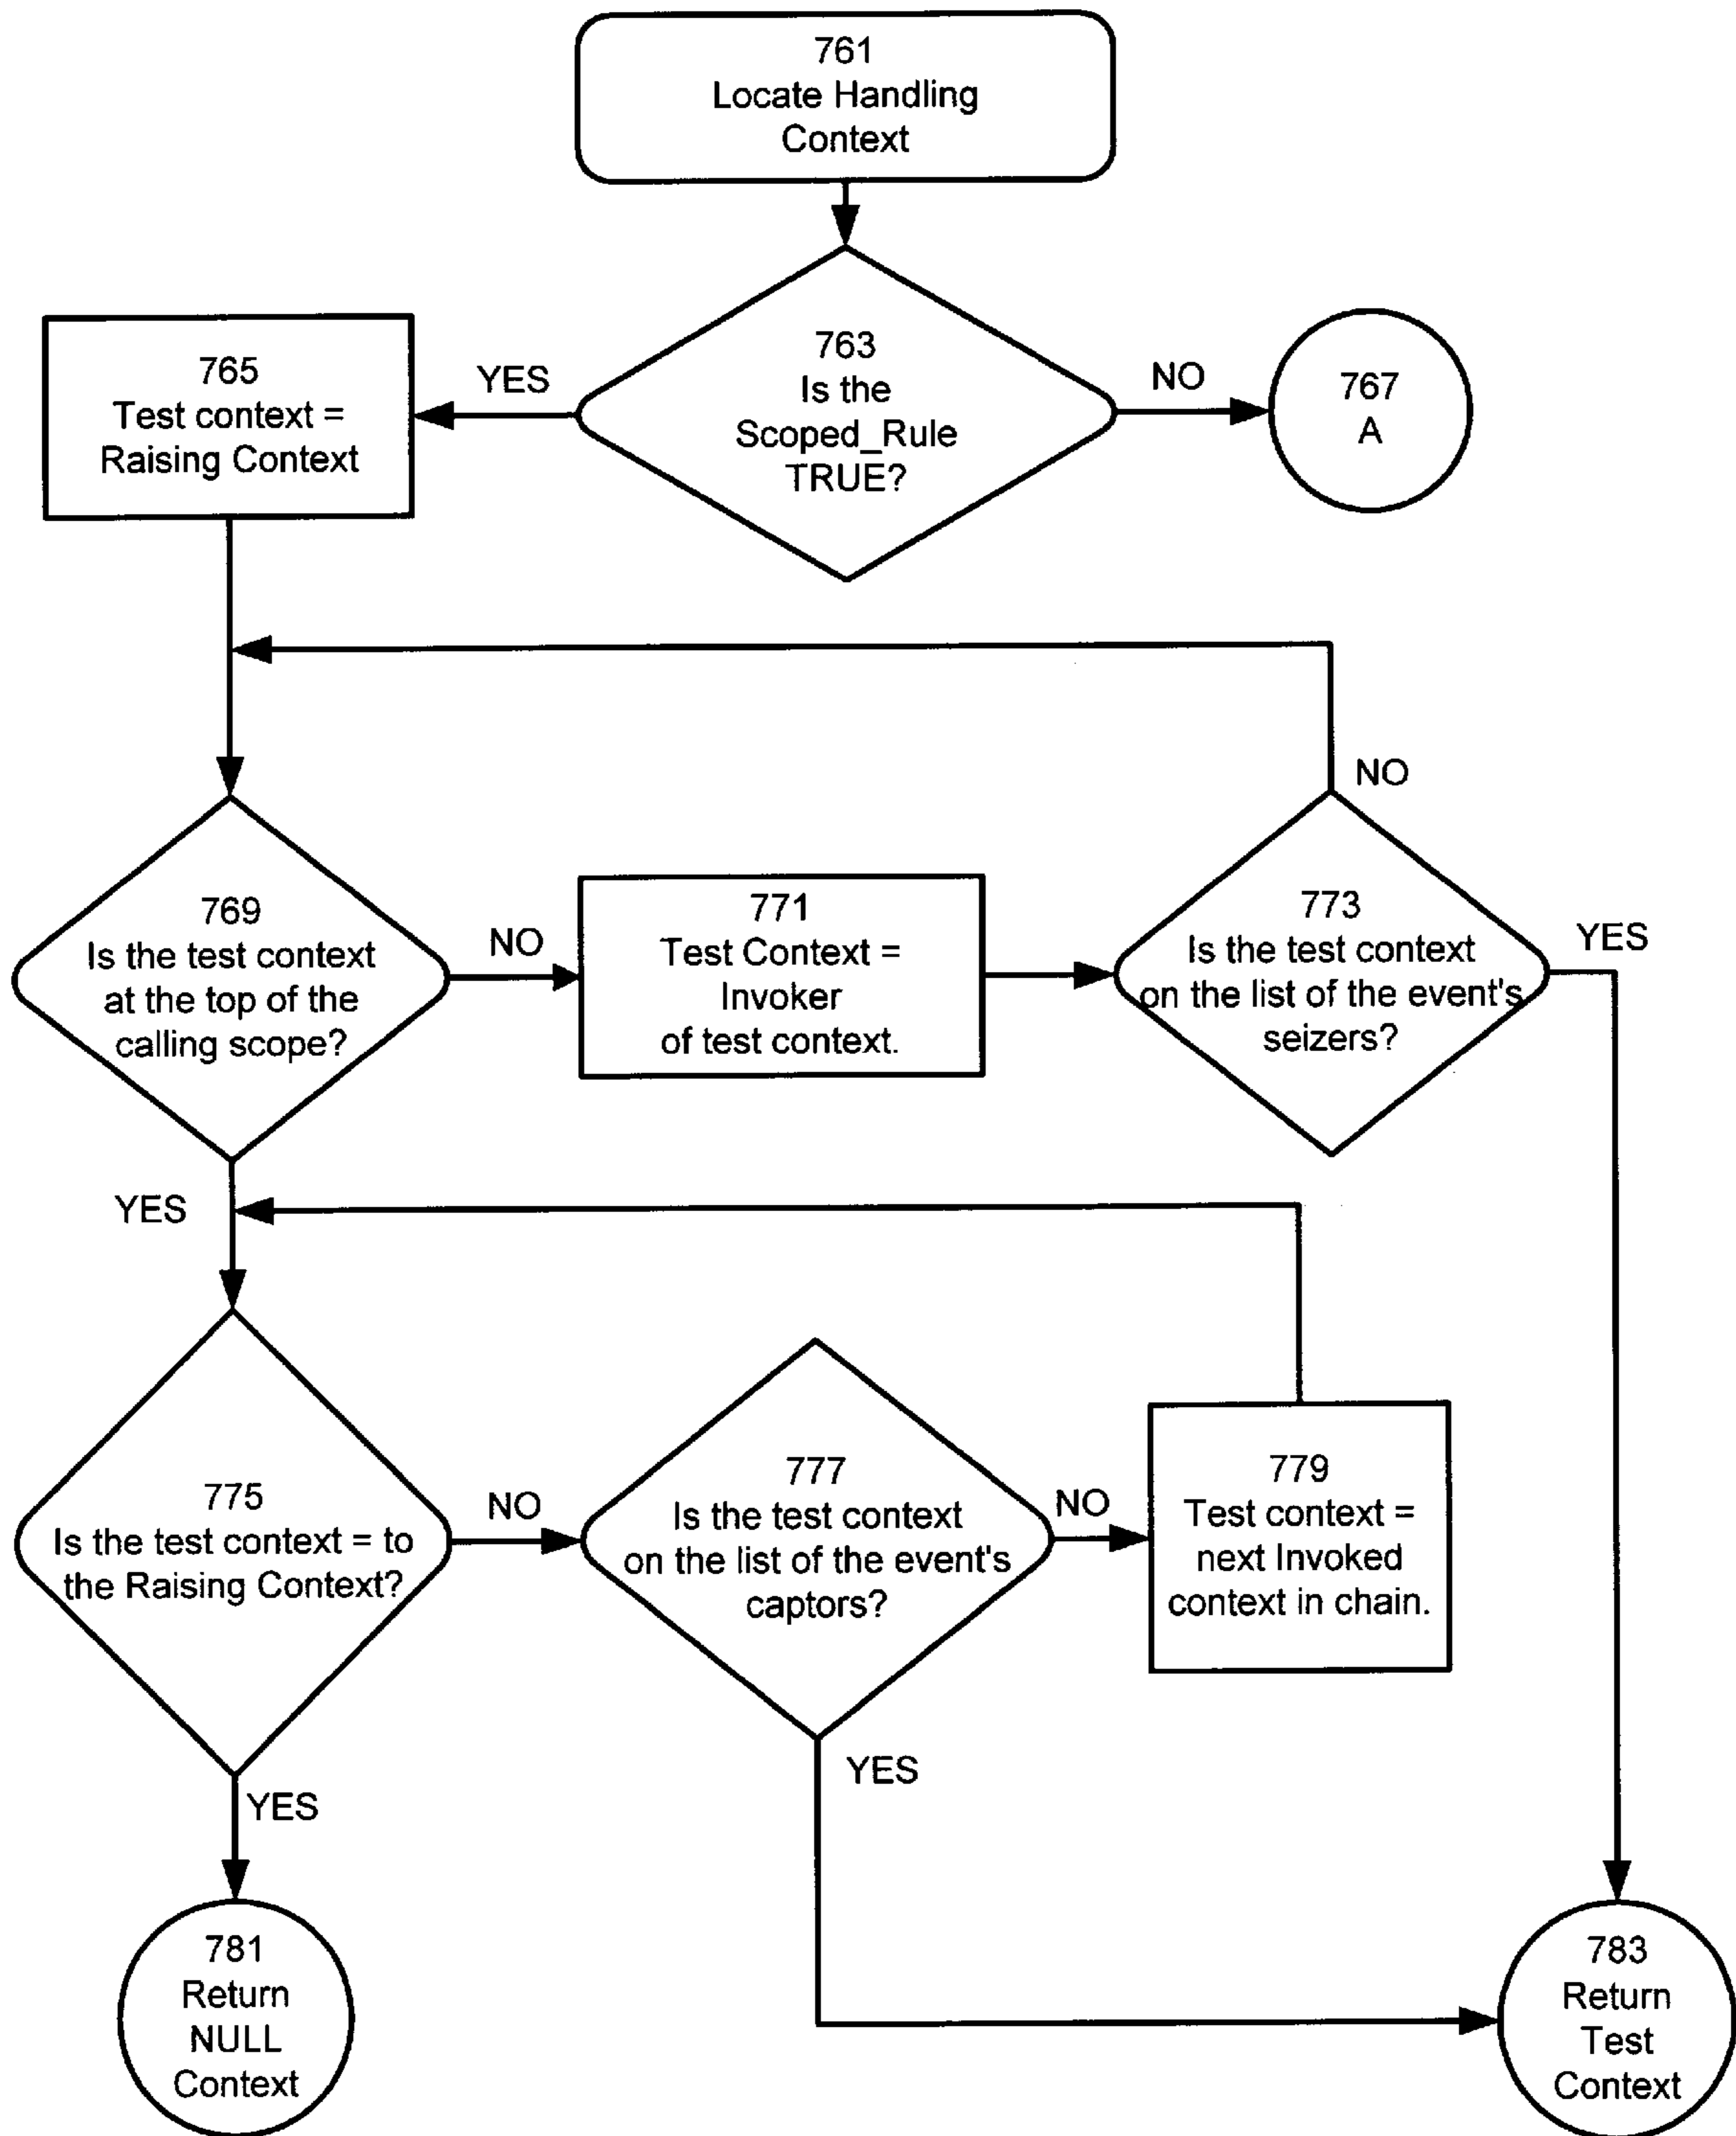 761
Locate Handling
Context
763
Is the
Scoped_Rule
TRUE?
YES
NO
765
Test context =
Raising Context
767
A
769
Is the test context
at the top of the
calling scope?
NO
771
Test Context =
Invoker
of test context.
773
Is the test context
on the list of the event's
seizers?
NO
YES
YES
775
Is the test context = to
the Raising Context?
NO
777
Is the test context
on the list of the event's
captors?
NO
779
Test context =
next Invoked
context in chain.
YES
YES
781
Return
NULL
Context
783
Return
Test
Context